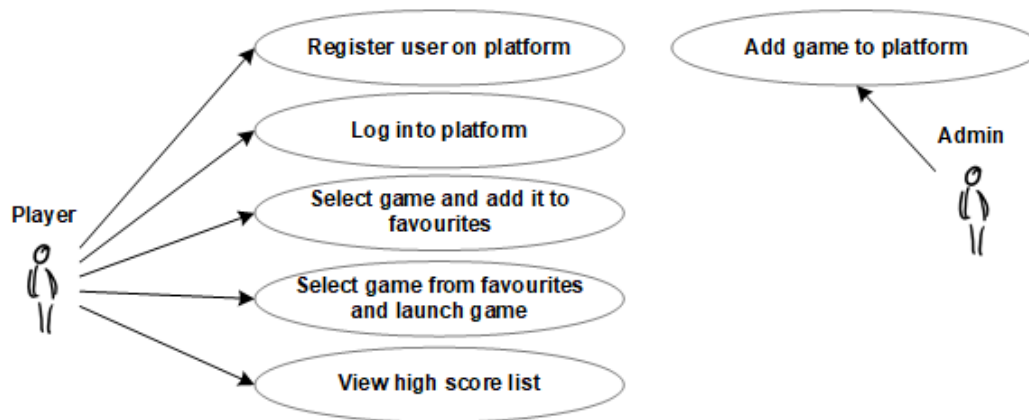 Register user on platform
Add game to platform
Log into platform
Admin
Select game and add it to
favourites
Player
Select game from favourites
and launch game
View high score list